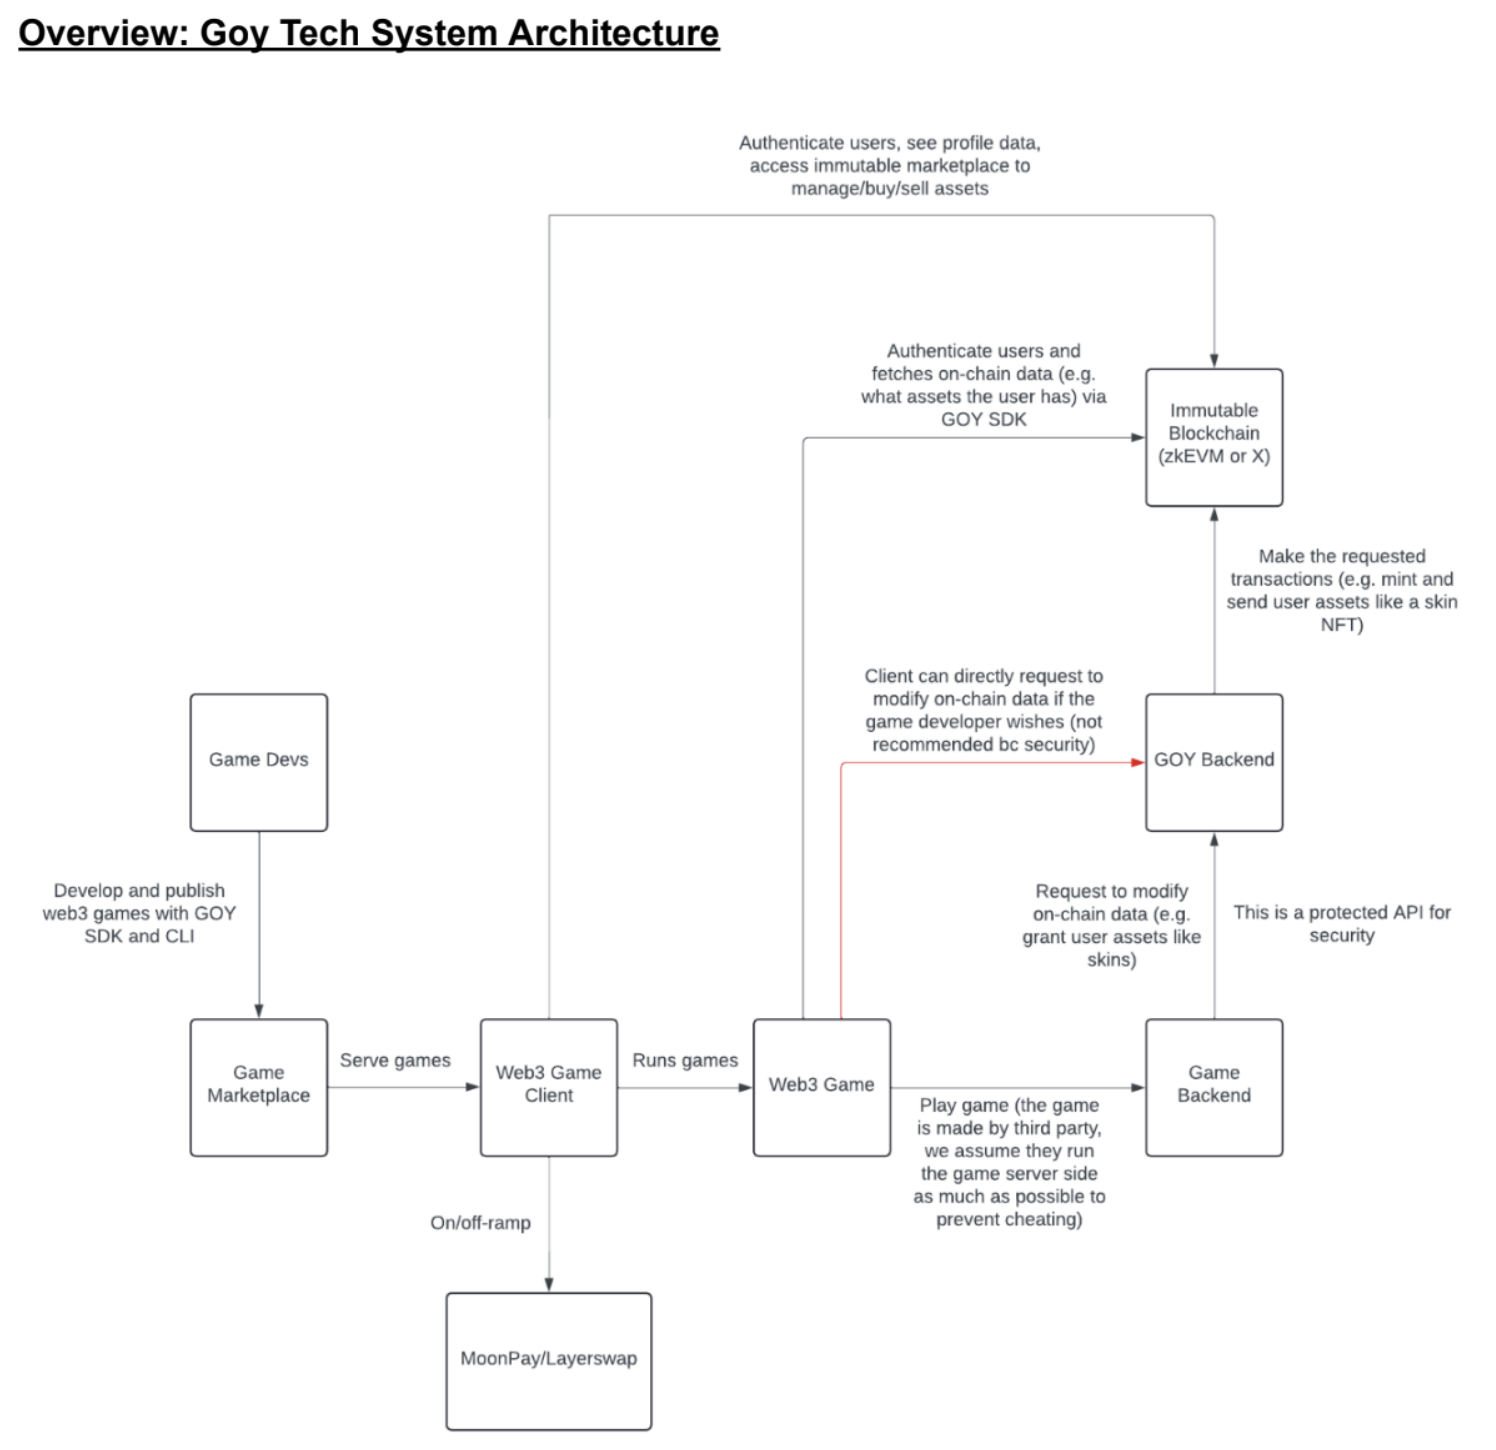 Overview: Goy Tech System Architecture
Authenticate users, see profile data,
access immutable marketplace to
manage/buy/sell assets
Authenticate users and
fetches on-chain data (e.g.
what assets the user has) via
GOY SDK
Immutable
Blockchain
(zkEVM or X)
Make the requested
transactions (e.g. mint and
send user assets like a skin
NFT)
Client can directly request to
modify on-chain data if the
game developer wishes (not
recommended bc security)
Game Devs
GOY Backend
Develop and publish
web3 games with GOY
SDK and CLI
Request to modify
on-chain data (e.g.
grant user assets like
skins)
This is a protected API for
security
Game
Marketplace
Serve games
Web3 Game
Client
Runs games
Web3 Game
Play game (the game
is made by third party,
we assume they run
the game server side
as much as possible to
prevent cheating)
Game
Backend
On/off-ramp
MoonPay/Layerswap